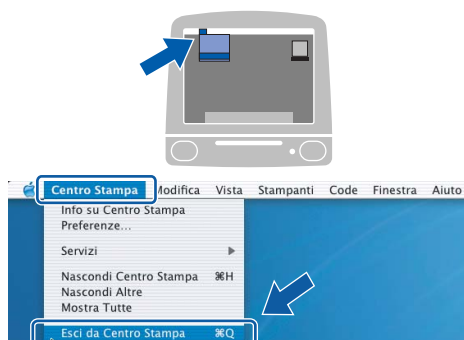 Centro Stampa Modifica Vista Stampanti Code Finestra Aiuto
Info su Centro Stampa
Preferenze...
Servizi
Nascondi Centro Stampa ⌘H
Nascondi Altre
Mostra Tutte
Esci da Centro Stampa ⌘Q